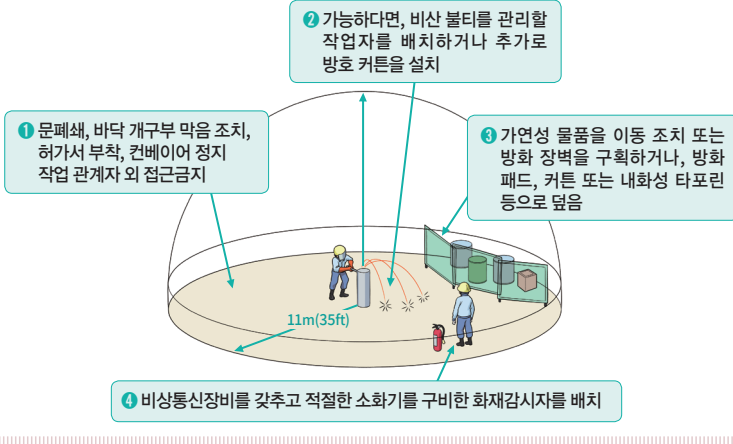 ❶ 문폐쇄, 바닥 개구부 막음 조치,
허가서 부착, 컨베이어 정지
작업 관계자 외 접근금지
❷ 가능하다면, 비산 불티를 관리할
작업자를 배치하거나 추가로
방호 커튼을 설치
❸ 가연성 물품을 이동 조치 또는
방화 장벽을 구획하거나, 방화
패드, 커튼 또는 내화성 타포린
등으로 덮음
11m(35ft)
❹ 비상통신장비를 갖추고 적절한 소화기를 구비한 화재감시자를 배치